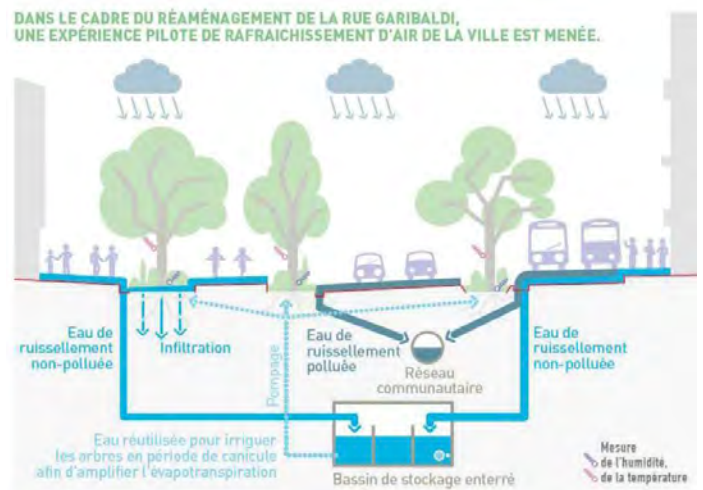 DANS LE CADRE DU RÉAMÉNAGEMENT DE LA RUE GARIBALDI,
UNE EXPÉRIENCE PILOTE DE RAFRAICHISSEMENT D'AIR DE LA VILLE EST MENÉE.
Eau de
ruissellement
non-polluée
Infiltration
Pompage
Eau de
ruissellement
polluée
Réseau
communautaire
Eau de
ruissellement
non-polluée
Eau réutilisée pour irriguer
les arbres en période de canicule
afin d'amplifier l'évapotranspiration
Bassin de stockage enterré
Mesure
de l'humidité,
de la température